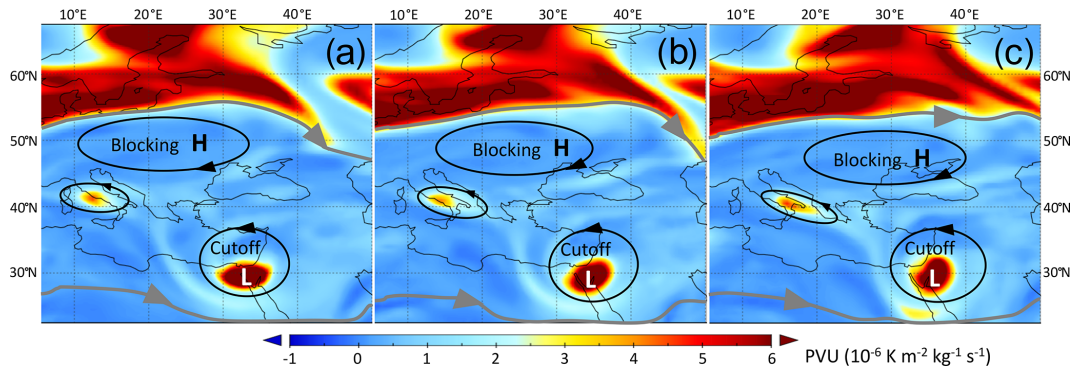 10°E 20°E 30°E 40°E 10°E 20°E 30°E 40°E 10°E 20°E 30°E 40°E
(a) (b) (c)
60°N 60°N
50°N Blocking H Blocking H Blocking H 50°N
40°N 40°N
Cutoff Cutoff Cutoff
30°N L L L 30°N
-1 0 1 2 3 4 5 6 PVU (10⁻⁶ K m⁻² kg⁻¹ s⁻¹)